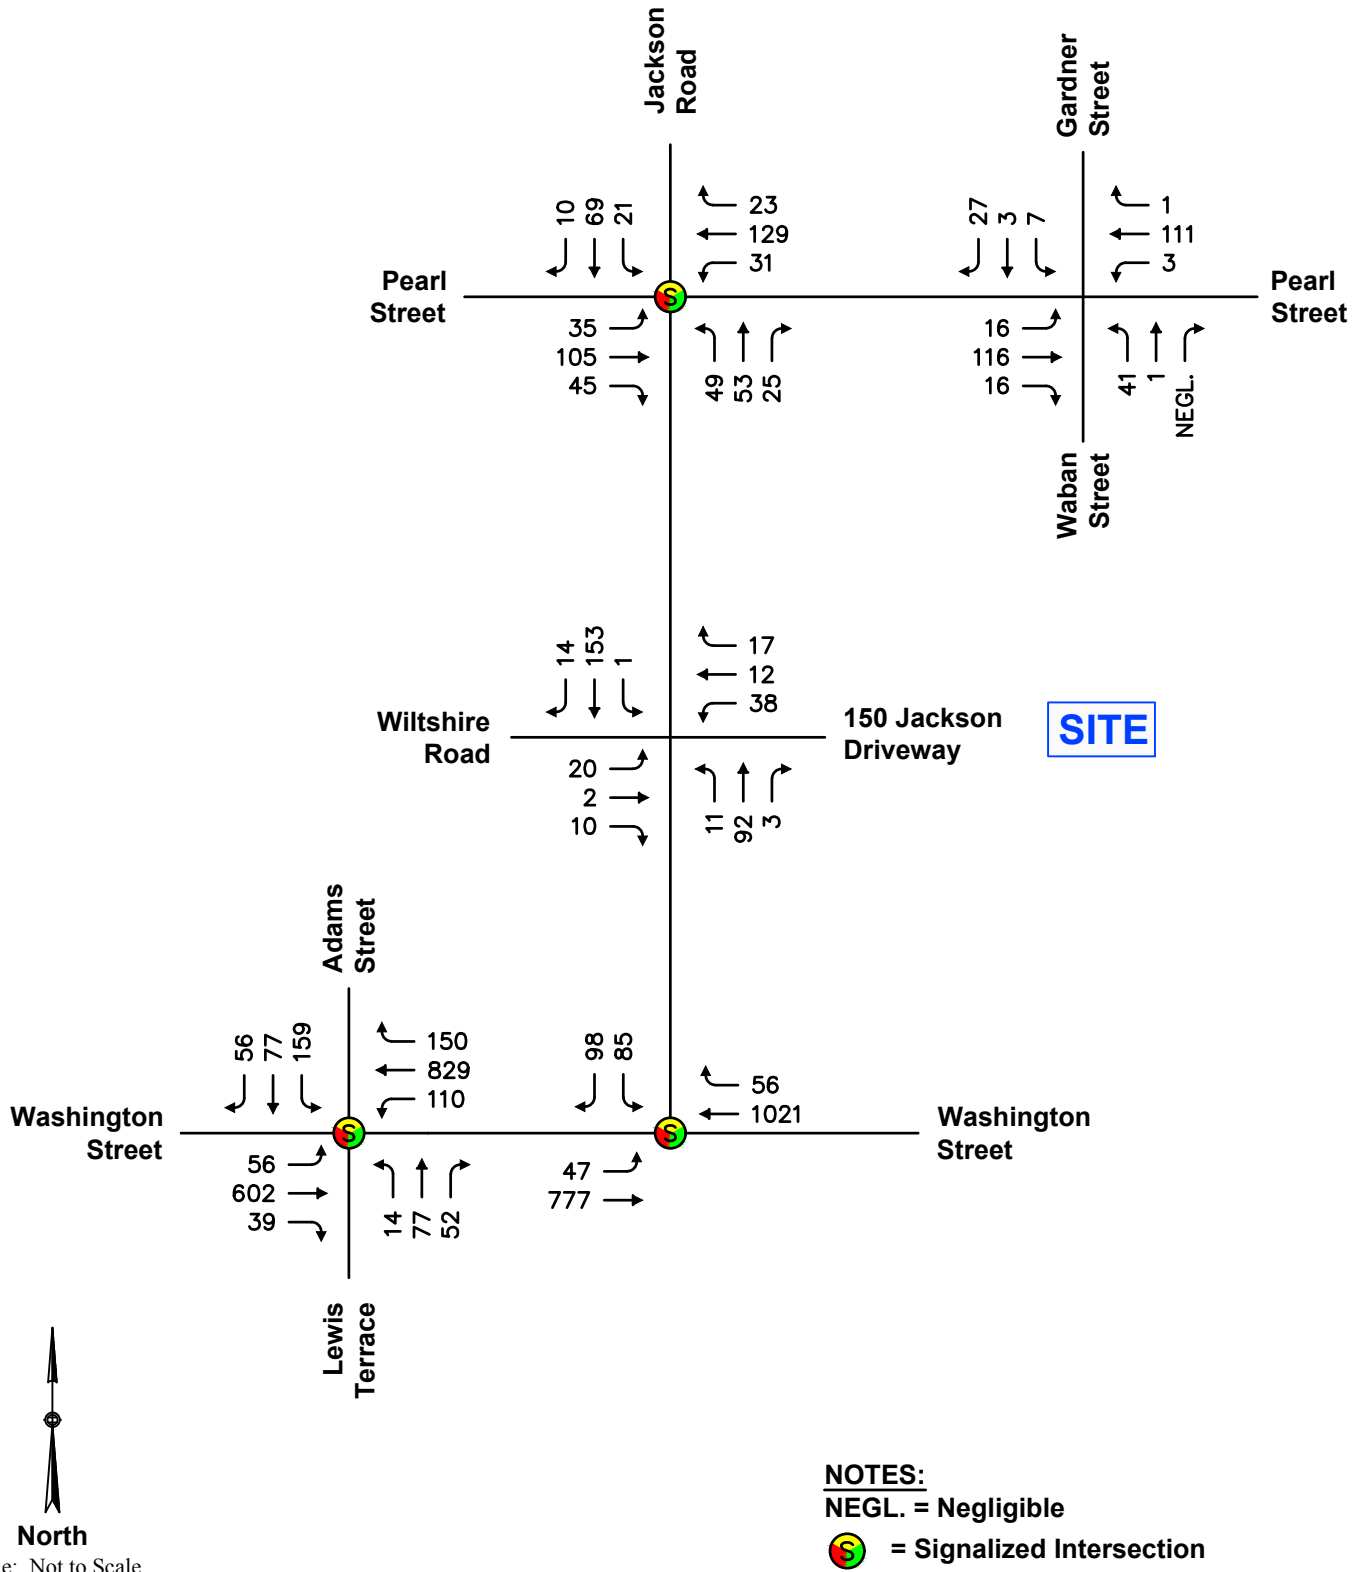 Jackson
Road
Gardner
Street
10
69
21
23
129
31
27
3
7
1
111
3
Pearl
Street
Pearl
Street
35
105
45
49
53
25
16
116
16
41
1
NEGL.
Waban
Street
14
153
1
17
12
38
Wiltshire
Road
150 Jackson
Driveway
SITE
20
2
10
11
92
3
Adams
Street
56
77
159
150
829
110
98
85
56
1021
Washington
Street
Washington
Street
56
602
39
14
77
52
47
777
Lewis
Terrace
North
e: Not to Scale
NOTES:
NEGL. = Negligible
S = Signalized Intersection
S
S
S